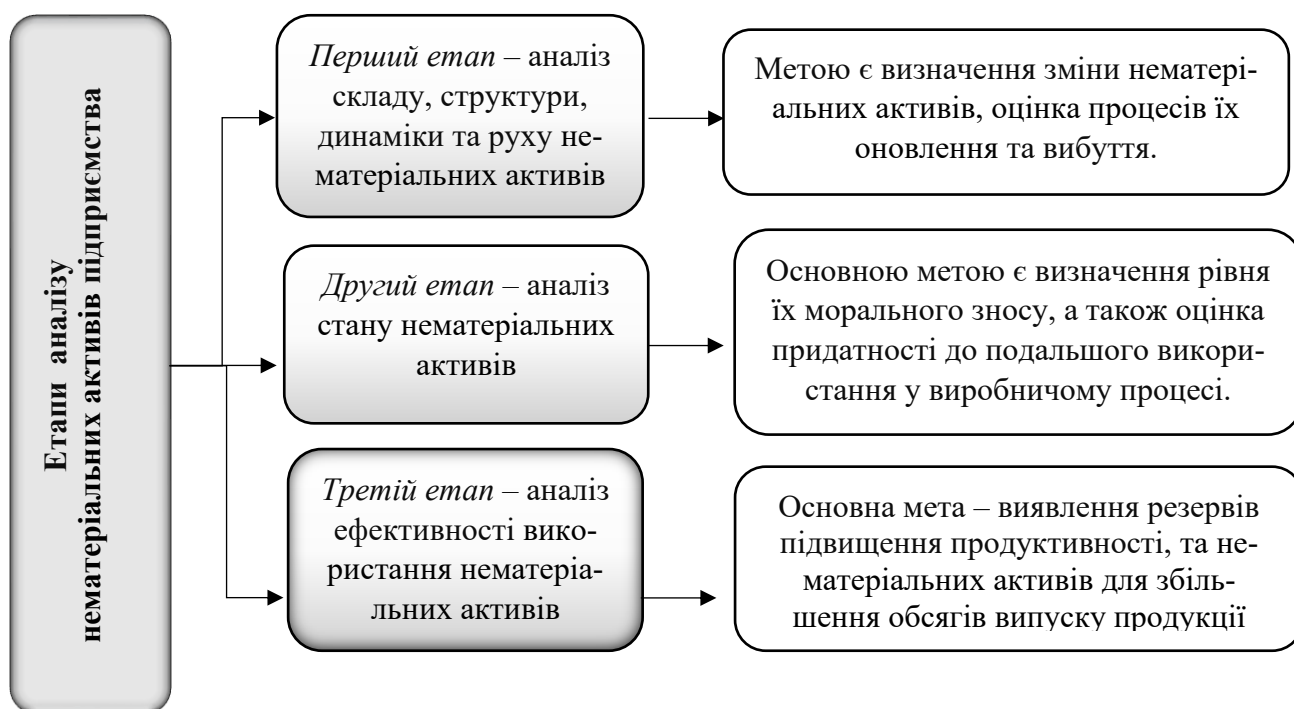 Етапи аналізу
нематеріальних активів підприємства
Перший етап – аналіз
складу, структури,
динаміки та руху не-
матеріальних активів
Метою є визначення зміни нематері-
альних активів, оцінка процесів їх
оновлення та вибуття.
Другий етап – аналіз
стану нематеріальних
активів
Основною метою є визначення рівня
їх морального зносу, а також оцінка
придатності до подальшого викори-
стання у виробничому процесі.
Третій етап – аналіз
ефективності вико-
ристання нематеріа-
льних активів
Основна мета – виявлення резервів
підвищення продуктивності, та не-
матеріальних активів для збіль-
шення обсягів випуску продукції